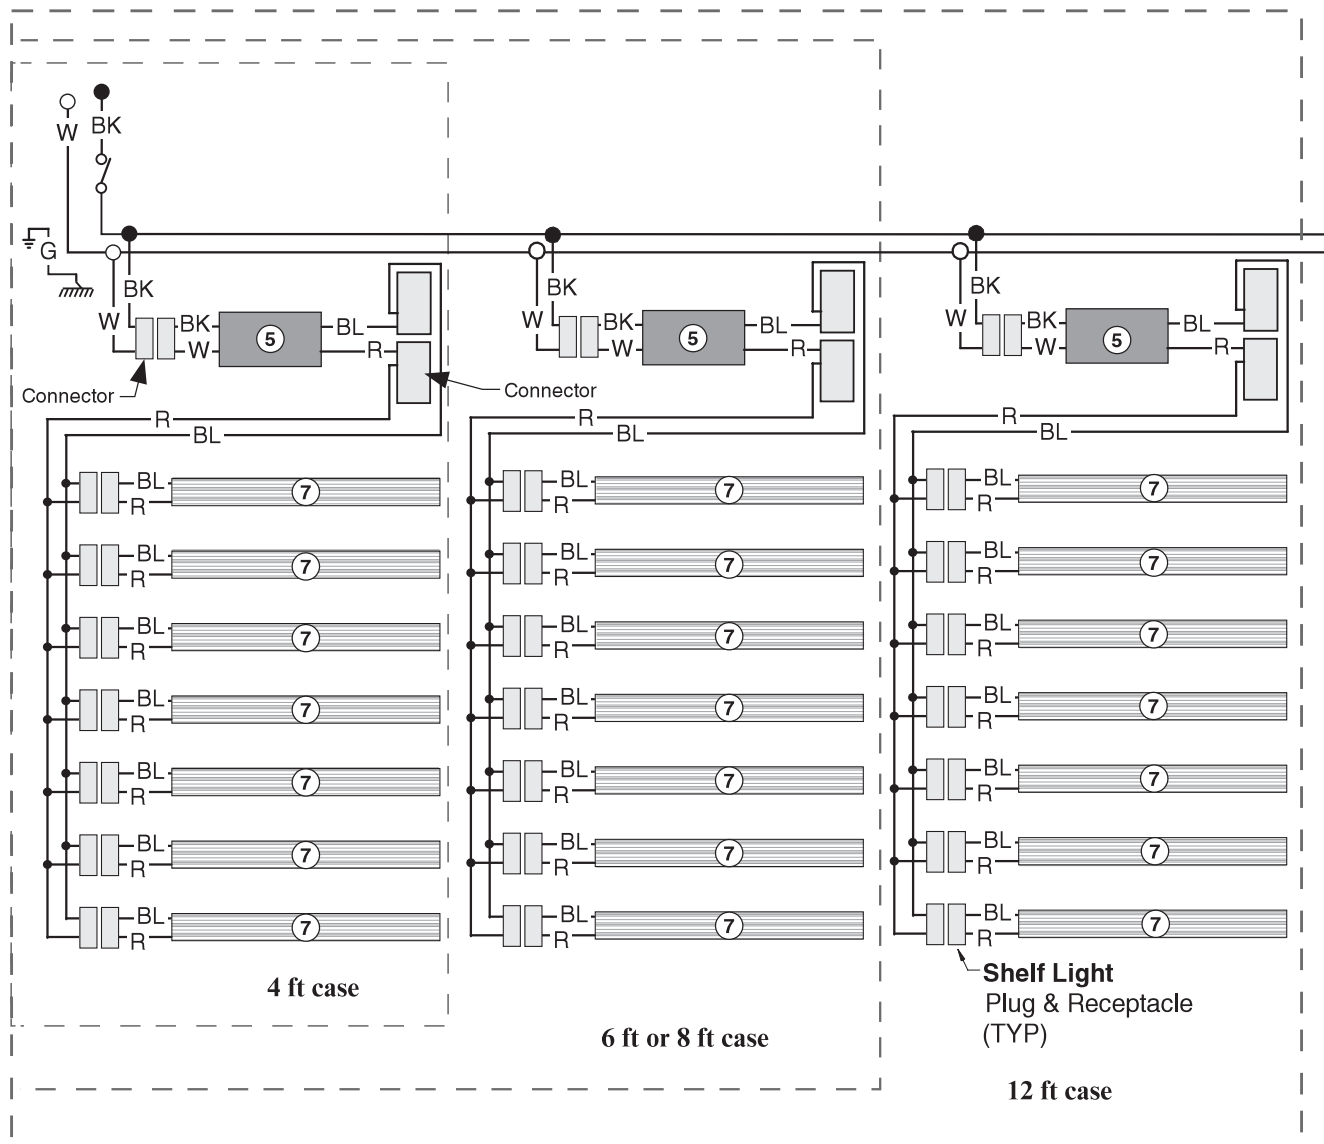 W BK
G
BK BK BK
W W W
BK 5 BL BK 5 BL BK 5 BL
W R W R W R
Connector Connector
R R R
BL BL BL
BL 7 BL 7 BL 7
R R R
BL 7 BL 7 BL 7
R R R
BL 7 BL 7 BL 7
R R R
BL 7 BL 7 BL 7
R R R
BL 7 BL 7 BL 7
R R R
BL 7 BL 7 BL 7
R R R
BL 7 BL 7 BL 7
R R R
4 ft case
6 ft or 8 ft case
Shelf Light
Plug & Receptacle
(TYP)
12 ft case